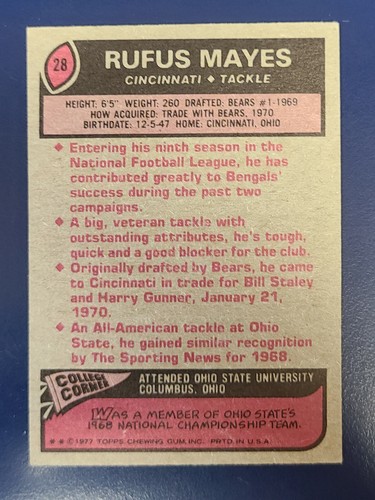 28
RUFUS MAYES
CINCINNATI ◆ TACKLE
HEIGHT: 6'5" WEIGHT: 260 DRAFTED: BEARS #1-1969
HOW ACQUIRED: TRADE WITH BEARS, 1970
BIRTHDATE: 12-5-47 HOME: CINCINNATI, OHIO
◆ Entering his ninth season in the
National Football League, he has
contributed greatly to Bengals'
success during the past two
campaigns.
◆ A big, veteran tackle with
outstanding attributes, he's tough,
quick and a good blocker for the club.
◆ Originally drafted by Bears, he came
to Cincinnati in trade for Bill Staley
and Harry Gunner, January 21,
1970.
◆ An All-American tackle at Ohio
State, he gained similar recognition
by The Sporting News for 1968.
COLLEGE
CORNER
ATTENDED OHIO STATE UNIVERSITY
COLUMBUS, OHIO
WAS A MEMBER OF OHIO STATE'S
1968 NATIONAL CHAMPIONSHIP TEAM.
** © 1977 TOPPS CHEWING GUM, INC. PRTD. IN U.S.A.